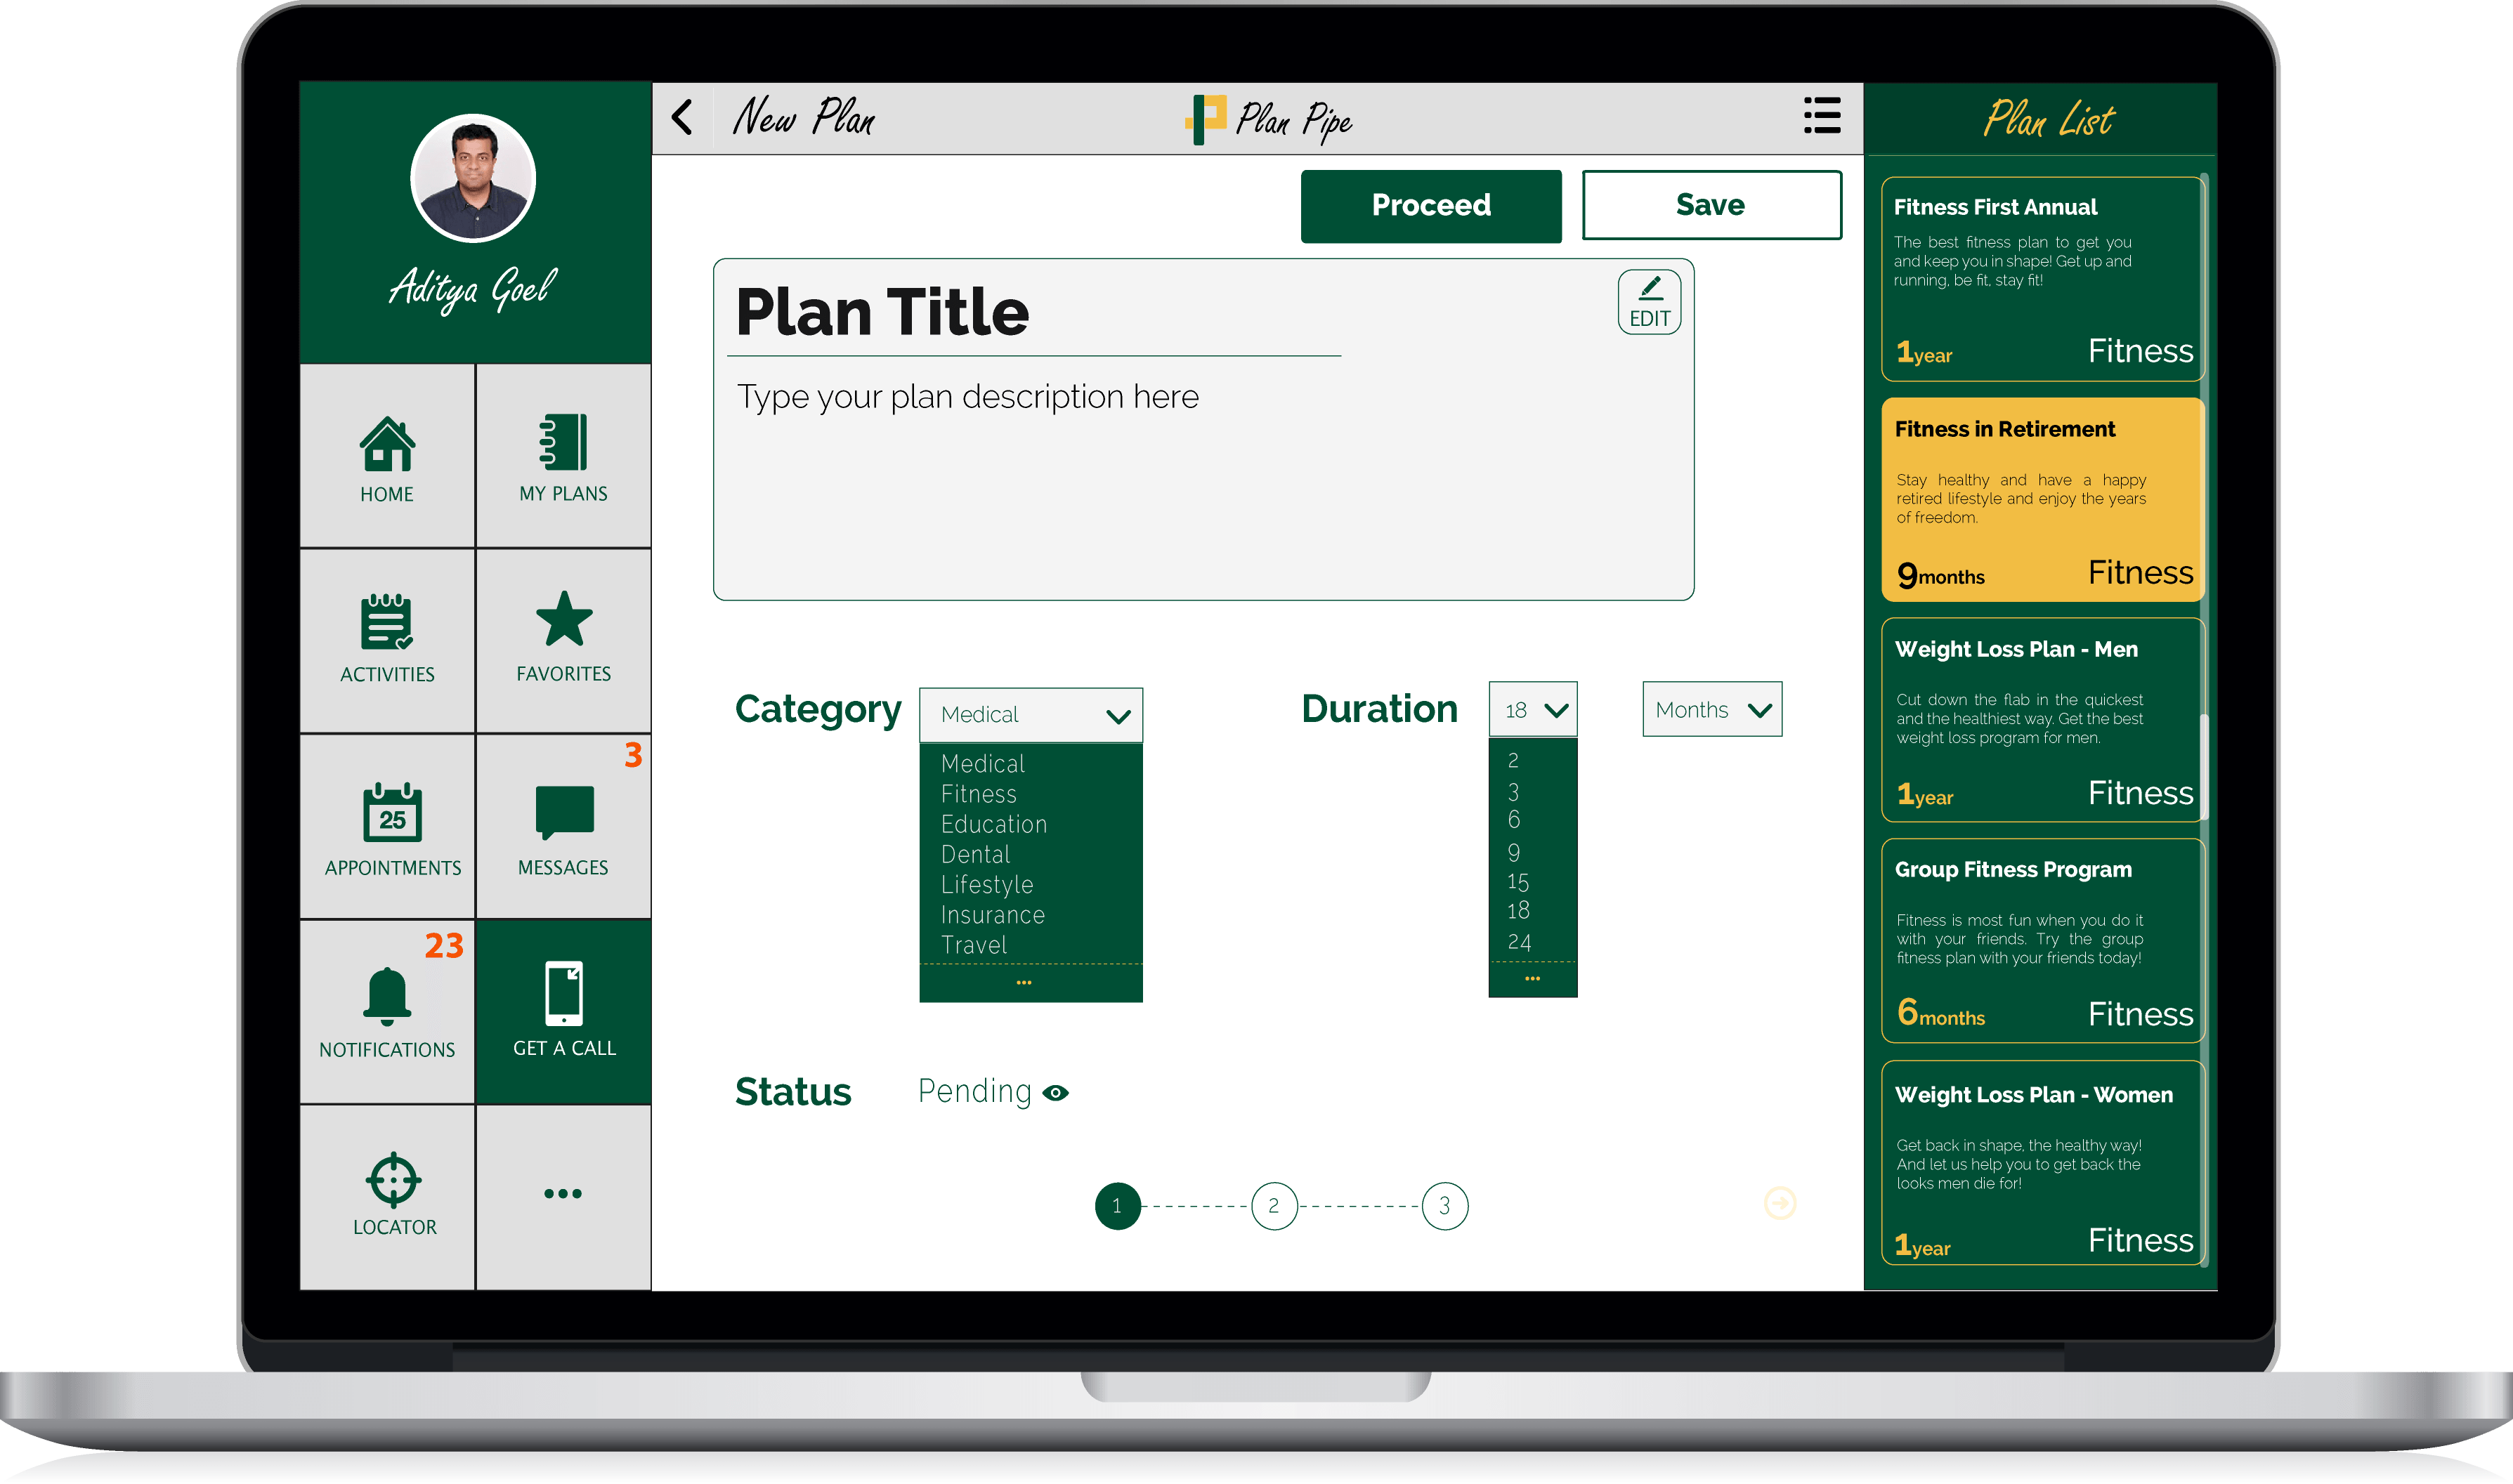 Aditya Goel
HOME
MY PLANS
ACTIVITIES
FAVORITES
25
APPOINTMENTS
3
MESSAGES
23
NOTIFICATIONS
GET A CALL
LOCATOR
...
New Plan
Plan Pipe
Proceed
Save
Plan Title
EDIT
Type your plan description here
Category
Medical
Medical
Fitness
Education
Dental
Lifestyle
Insurance
Travel
...
Duration
18
Months
2
3
6
9
15
18
24
...
Status
Pending
1
2
3
Plan List
Fitness First Annual
The best fitness plan to get you
and keep you in shape! Get up and
running, be fit, stay fit!
1year
Fitness
Fitness in Retirement
Stay healthy and have a happy
retired lifestyle and enjoy the years
of freedom.
9months
Fitness
Weight Loss Plan - Men
Cut down the flab in the quickest
and the healthiest way. Get the best
weight loss program for men.
1year
Fitness
Group Fitness Program
Fitness is most fun when you do it
with your friends. Try the group
fitness plan with your friends today!
6months
Fitness
Weight Loss Plan - Women
Get back in shape, the healthy way!
And let us help you to get back the
looks men die for!
1year
Fitness